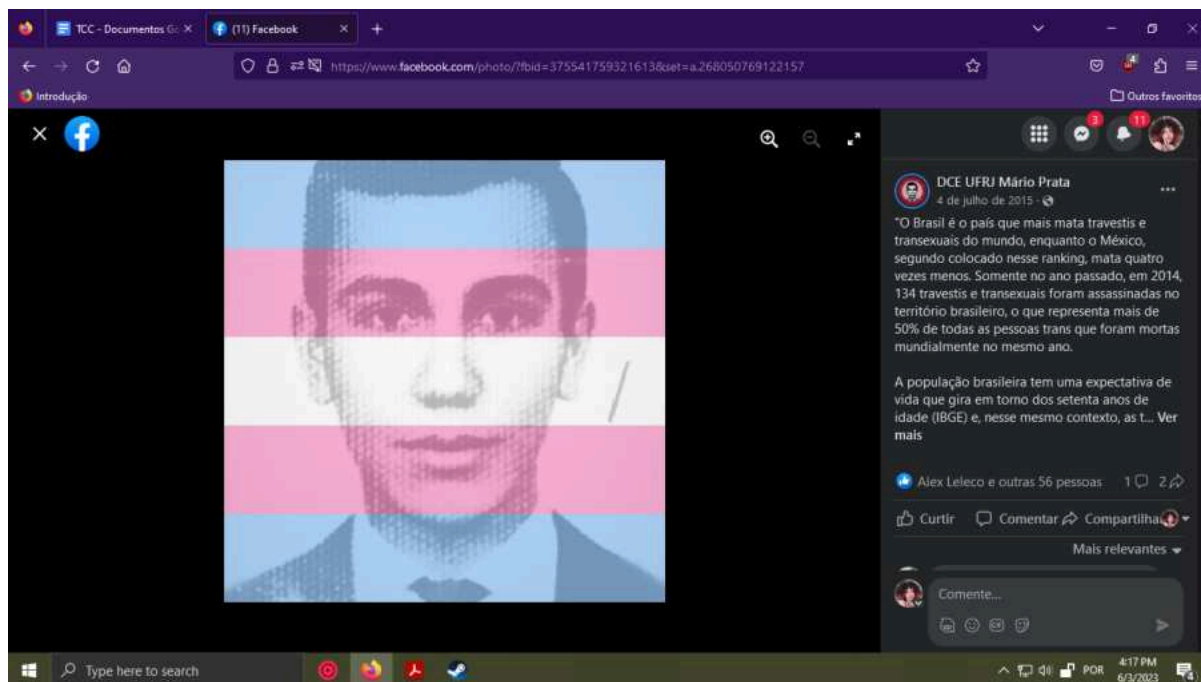 TCC - Documentos Go
(11) Facebook
https://www.facebook.com/photo/?fbid=375541759321613&set=a.268050769122157
4
Introdução
Outros favoritos
3
11
DCE UFRJ Mário Prata
4 de julho de 2015 ·
"O Brasil é o país que mais mata travestis e
transexuais do mundo, enquanto o México,
segundo colocado nesse ranking, mata quatro
vezes menos. Somente no ano passado, em 2014,
134 travestis e transexuais foram assassinadas no
território brasileiro, o que representa mais de
50% de todas as pessoas trans que foram mortas
mundialmente no mesmo ano.
A população brasileira tem uma expectativa de
vida que gira em torno dos setenta anos de
idade (IBGE) e, nesse mesmo contexto, as t... Ver
mais
Alex Leleco e outras 56 pessoas 1 2
Curtir Comentar Compartilha
Mais relevantes
Comente...
Type here to search
POR
4:17 PM
6/3/2023